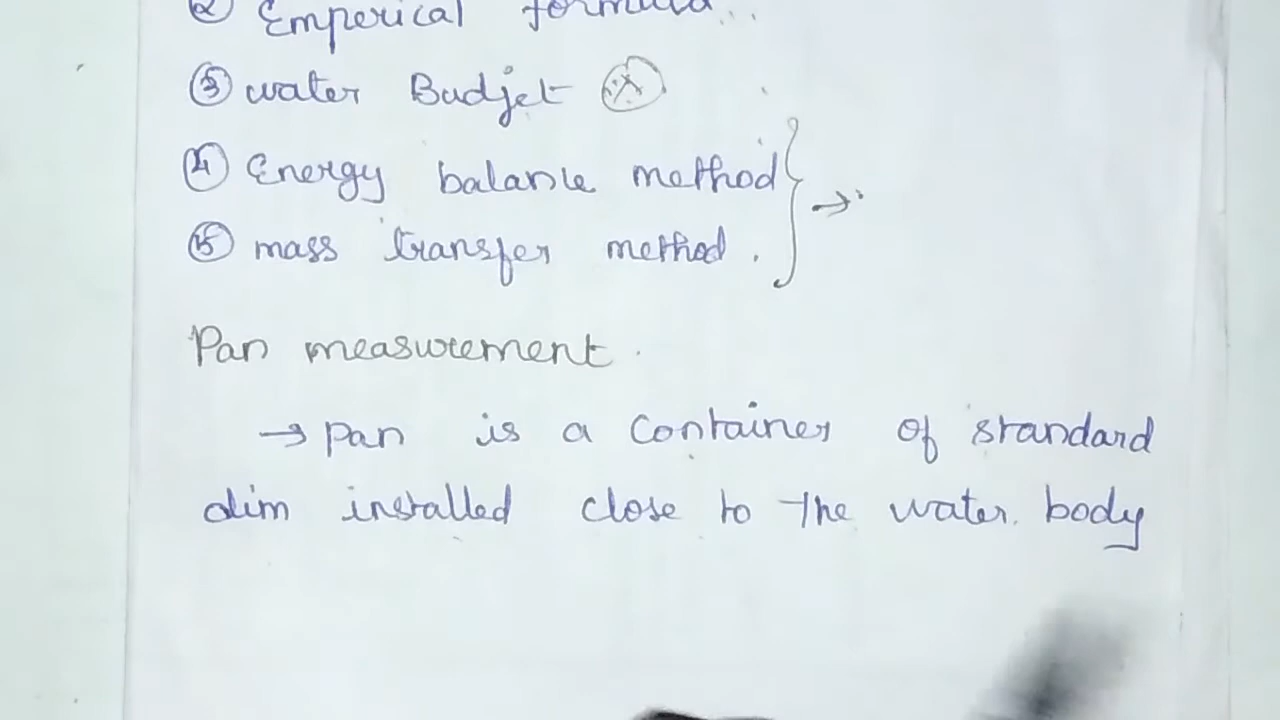 ② Emperical formula...
③ water Budjet ⊗
④ Energy balance method
⑤ mass transfer method.
Pan measurement.
→ pan is a container of standard
dim installed close to the water body